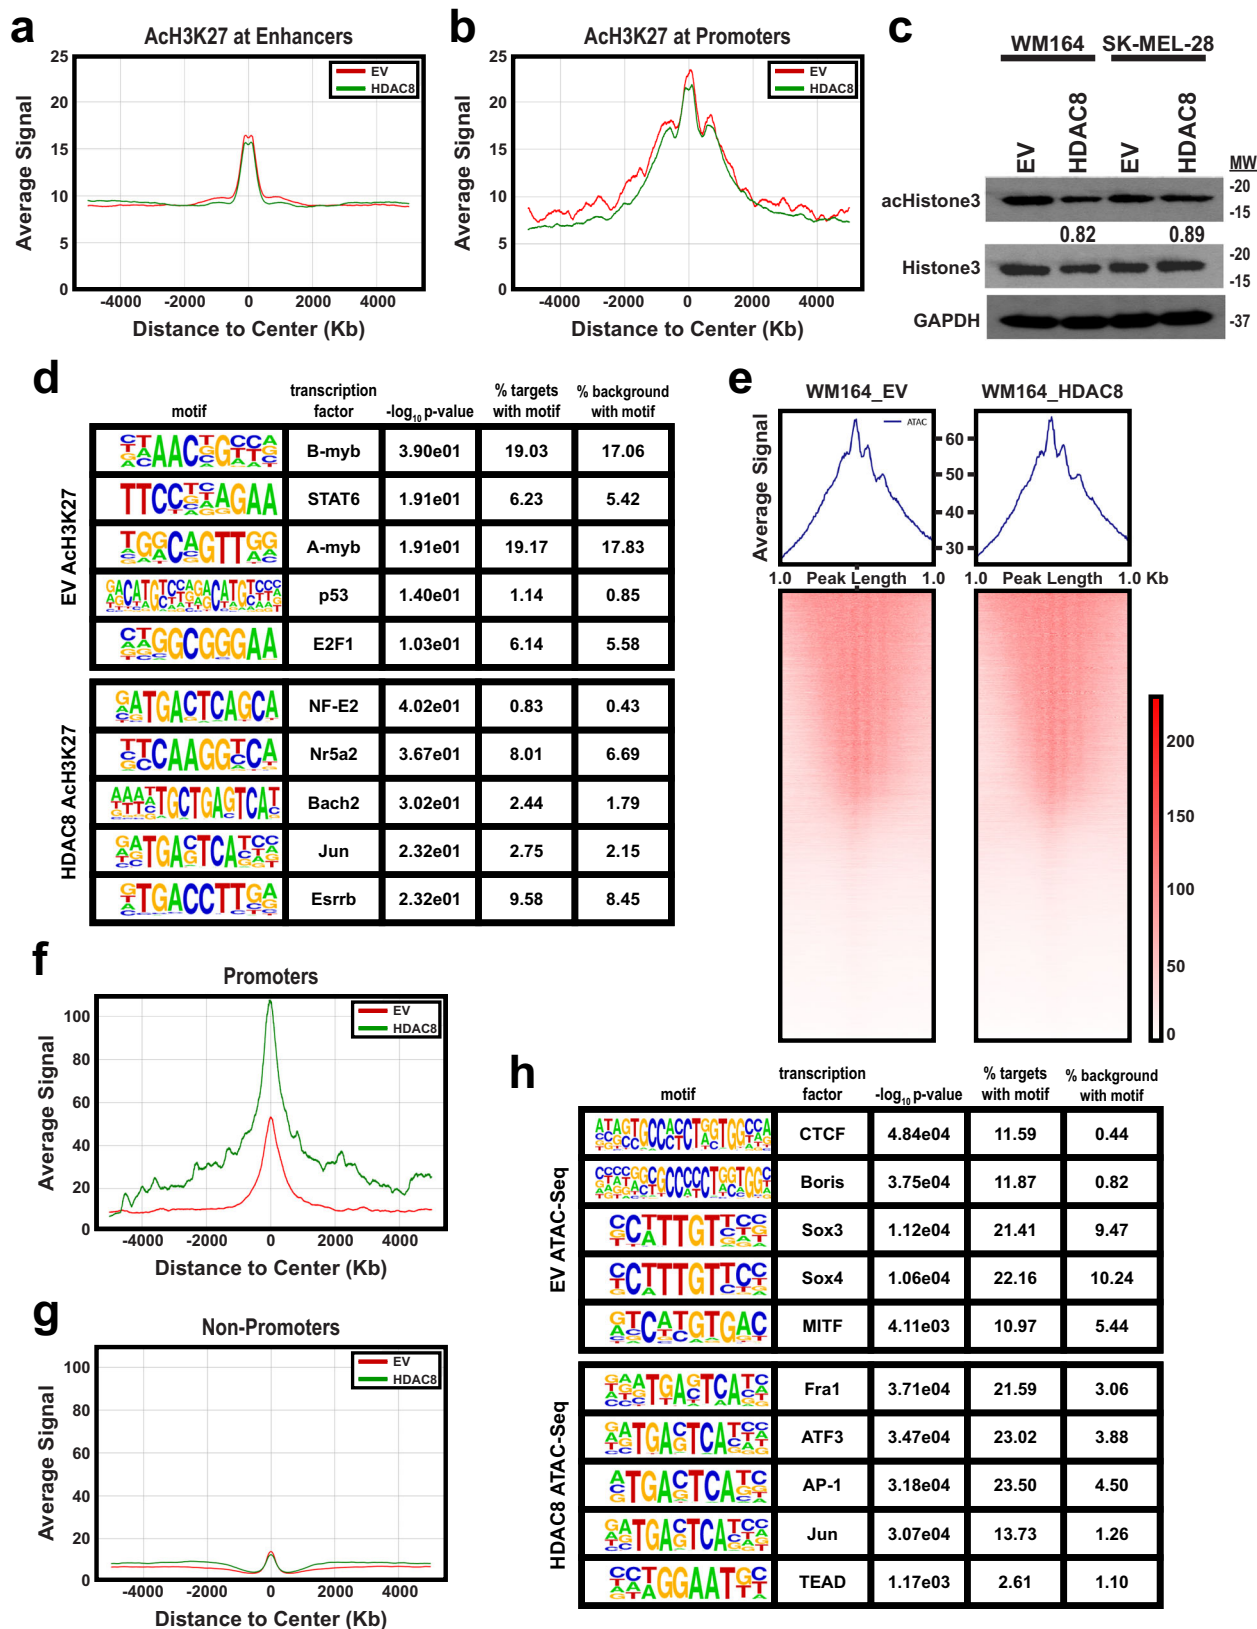 a
AcH3K27 at Enhancers
EV
HDAC8
Average Signal
25
20
15
10
5
0
-4000 -2000 0 2000 4000
Distance to Center (Kb)
b
AcH3K27 at Promoters
EV
HDAC8
Average Signal
25
20
15
10
5
0
-4000 -2000 0 2000 4000
Distance to Center (Kb)
c
WM164 SK-MEL-28
EV HDAC8 EV HDAC8
MW
acHistone3 -20
-15
0.82 0.89
Histone3 -20
-15
GAPDH -37
d
motif transcription factor -log10 p-value % targets with motif % background with motif
EV AcH3K27
B-myb 3.90e01 19.03 17.06
STAT6 1.91e01 6.23 5.42
A-myb 1.91e01 19.17 17.83
p53 1.40e01 1.14 0.85
E2F1 1.03e01 6.14 5.58
HDAC8 AcH3K27
NF-E2 4.02e01 0.83 0.43
Nr5a2 3.67e01 8.01 6.69
Bach2 3.02e01 2.44 1.79
Jun 2.32e01 2.75 2.15
Esrrb 2.32e01 9.58 8.45
e
WM164_EV WM164_HDAC8
ATAC
Average Signal
60
50
40
30
1.0 Peak Length 1.0 1.0 Peak Length 1.0 Kb
200
150
100
50
0
f
Promoters
EV
HDAC8
Average Signal
100
80
60
40
20
0
-4000 -2000 0 2000 4000
Distance to Center (Kb)
g
Non-Promoters
EV
HDAC8
Average Signal
100
80
60
40
20
0
-4000 -2000 0 2000 4000
Distance to Center (Kb)
h
motif transcription factor -log10 p-value % targets with motif % background with motif
EV ATAC-Seq
CTCF 4.84e04 11.59 0.44
Boris 3.75e04 11.87 0.82
Sox3 1.12e04 21.41 9.47
Sox4 1.06e04 22.16 10.24
MITF 4.11e03 10.97 5.44
HDAC8 ATAC-Seq
Fra1 3.71e04 21.59 3.06
ATF3 3.47e04 23.02 3.88
AP-1 3.18e04 23.50 4.50
Jun 3.07e04 13.73 1.26
TEAD 1.17e03 2.61 1.10